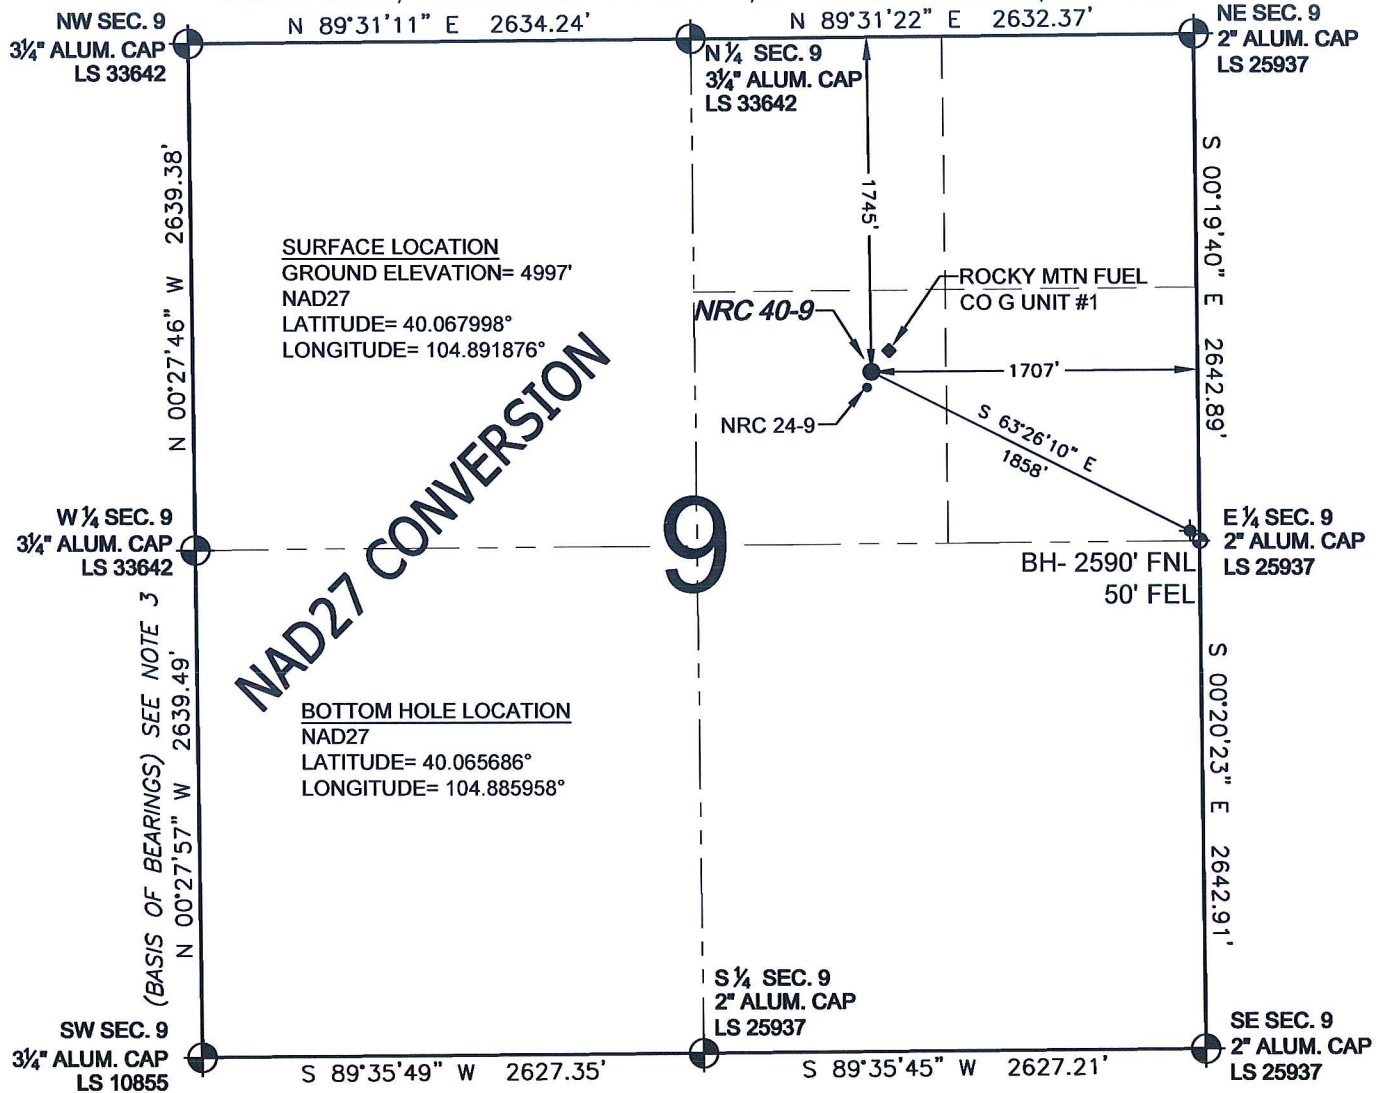 N 89°31'11" E 2634.24'
N 89°31'22" E 2632.37'
NW SEC. 9
3¼" ALUM. CAP
LS 33642
N ¼ SEC. 9
3¼" ALUM. CAP
LS 33642
NE SEC. 9
2" ALUM. CAP
LS 25937
N 00°27'46" W 2639.38'
S 00°19'40" E 2642.89'
1745'
SURFACE LOCATION
GROUND ELEVATION= 4997'
NAD27
LATITUDE= 40.067998°
LONGITUDE= 104.891876°
ROCKY MTN FUEL
CO G UNIT #1
NRC 40-9
1707'
NRC 24-9
S 63°26'10" E
1858'
NAD27 CONVERSION
9
W ¼ SEC. 9
3¼" ALUM. CAP
LS 33642
E ¼ SEC. 9
2" ALUM. CAP
LS 25937
BH- 2590' FNL
50' FEL
(BASIS OF BEARINGS) SEE NOTE 3
N 00°27'57" W 2639.49'
S 00°20'23" E 2642.91'
BOTTOM HOLE LOCATION
NAD27
LATITUDE= 40.065686°
LONGITUDE= 104.885958°
SW SEC. 9
3¼" ALUM. CAP
LS 10855
S ¼ SEC. 9
2" ALUM. CAP
LS 25937
SE SEC. 9
2" ALUM. CAP
LS 25937
S 89°35'49" W 2627.35'
S 89°35'45" W 2627.21'